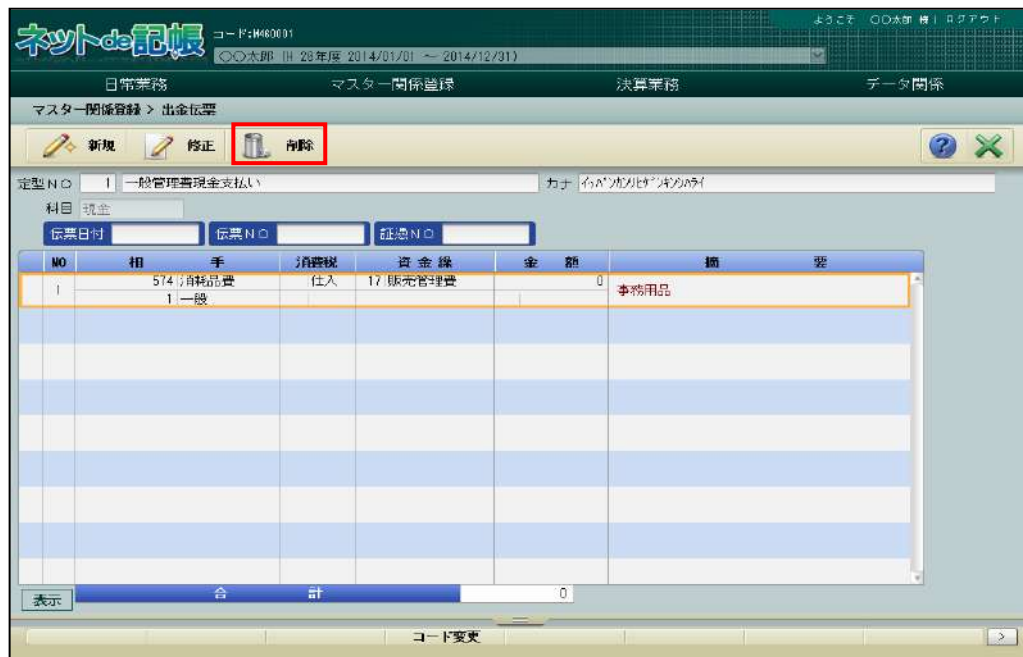 ようこそ 〇〇太郎 様 | ログアウト
ネットde記帳 コード:W460001
〇〇太郎 (H 28年度 2014/01/01 ～ 2014/12/31)
日常業務 マスター関係登録 決算業務 データ関係
マスター関係登録 > 出金伝票
新規 修正 削除
定型NO 1 一般管理費現金支払い カナ ｲｯﾊﾟﾝｶﾝﾘﾋｹﾞﾝｷﾝｼﾊﾗｲ
科目 現金
伝票日付 伝票NO 証憑NO
NO 相手 消費税 資金繰 金額 摘要
1 574 消耗品費 仕入 17 販売管理費 0 事務用品
1 一般
表示 合計 0
コード変更 >